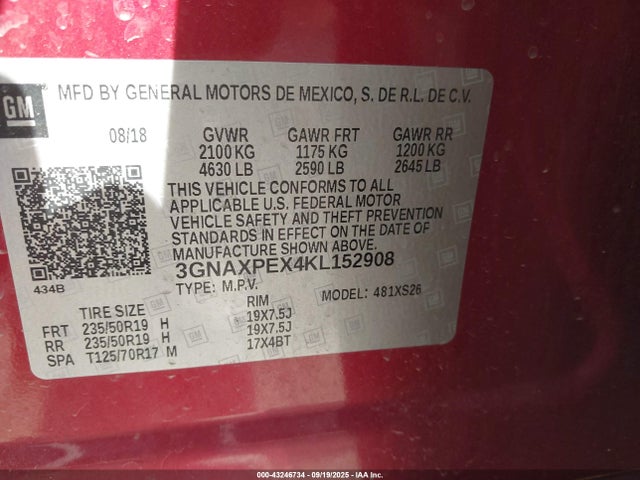 GM
MFD BY GENERAL MOTORS DE MEXICO, S. DE R.L. DE C.V.
08/18 GVWR GAWR FRT GAWR RR
2100 KG 1175 KG 1200 KG
4630 LB 2590 LB 2645 LB
THIS VEHICLE CONFORMS TO ALL
APPLICABLE U.S. FEDERAL MOTOR
VEHICLE SAFETY AND THEFT PREVENTION
STANDARDS IN EFFECT ON THE DATE OF
MANUFACTURE SHOWN ABOVE.
434B
3GNAXPEX4KL152908
TYPE: M.P.V. MODEL: 481XS26
TIRE SIZE RIM
FRT 235/50R19 H 19X7.5J
RR 235/50R19 H 19X7.5J
SPA T125/70R17 M 17X4BT
000-43246734 - 09/19/2025 - IAA Inc.